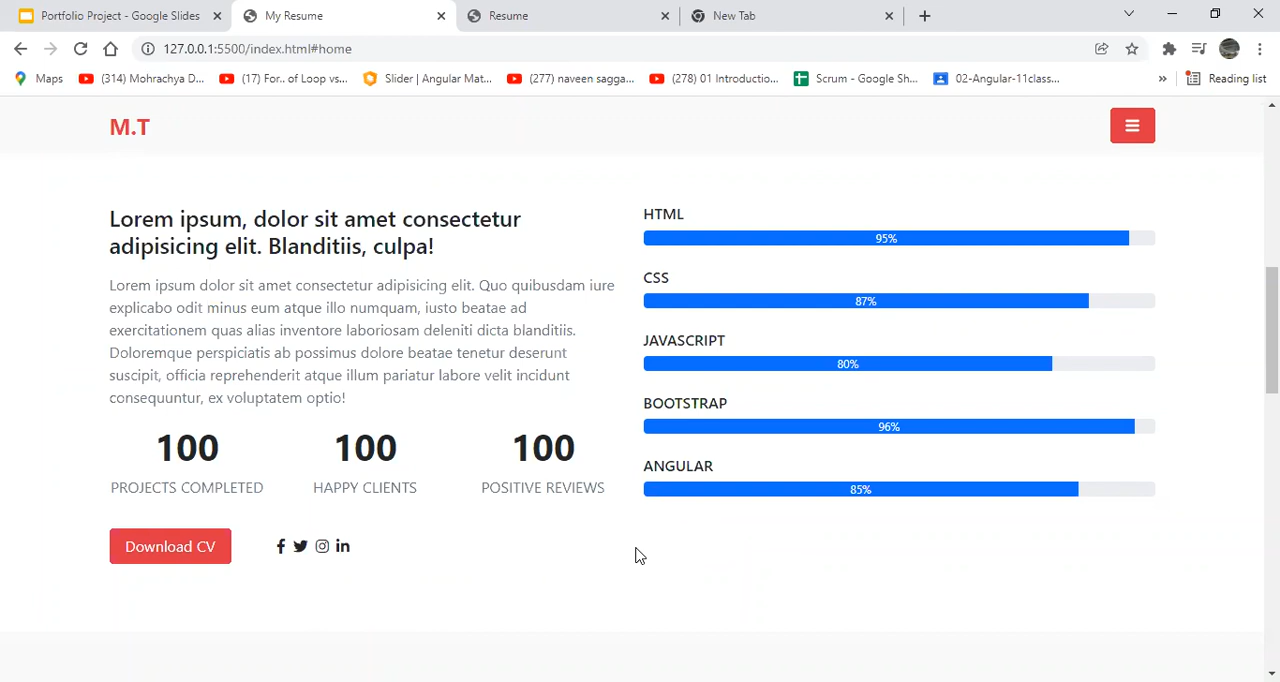 Portfolio Project - Google Slides
My Resume
Resume
New Tab
127.0.0.1:5500/index.html#home
Maps
(314) Mohrachya D...
(17) For.. of Loop vs...
Slider | Angular Mat...
(277) naveen sagga...
(278) 01 Introductio...
Scrum - Google Sh...
02-Angular-11class...
»
Reading list
M.T
Lorem ipsum, dolor sit amet consectetur
adipisicing elit. Blanditiis, culpa!
Lorem ipsum dolor sit amet consectetur adipisicing elit. Quo quibusdam iure
explicabo odit minus eum atque illo numquam, iusto beatae ad
exercitationem quas alias inventore laboriosam deleniti dicta blanditiis.
Doloremque perspiciatis ab possimus dolore beatae tenetur deserunt
suscipit, officia reprehenderit atque illum pariatur labore velit incidunt
consequuntur, ex voluptatem optio!
100
PROJECTS COMPLETED
100
HAPPY CLIENTS
100
POSITIVE REVIEWS
Download CV
HTML
95%
CSS
87%
JAVASCRIPT
80%
BOOTSTRAP
96%
ANGULAR
85%